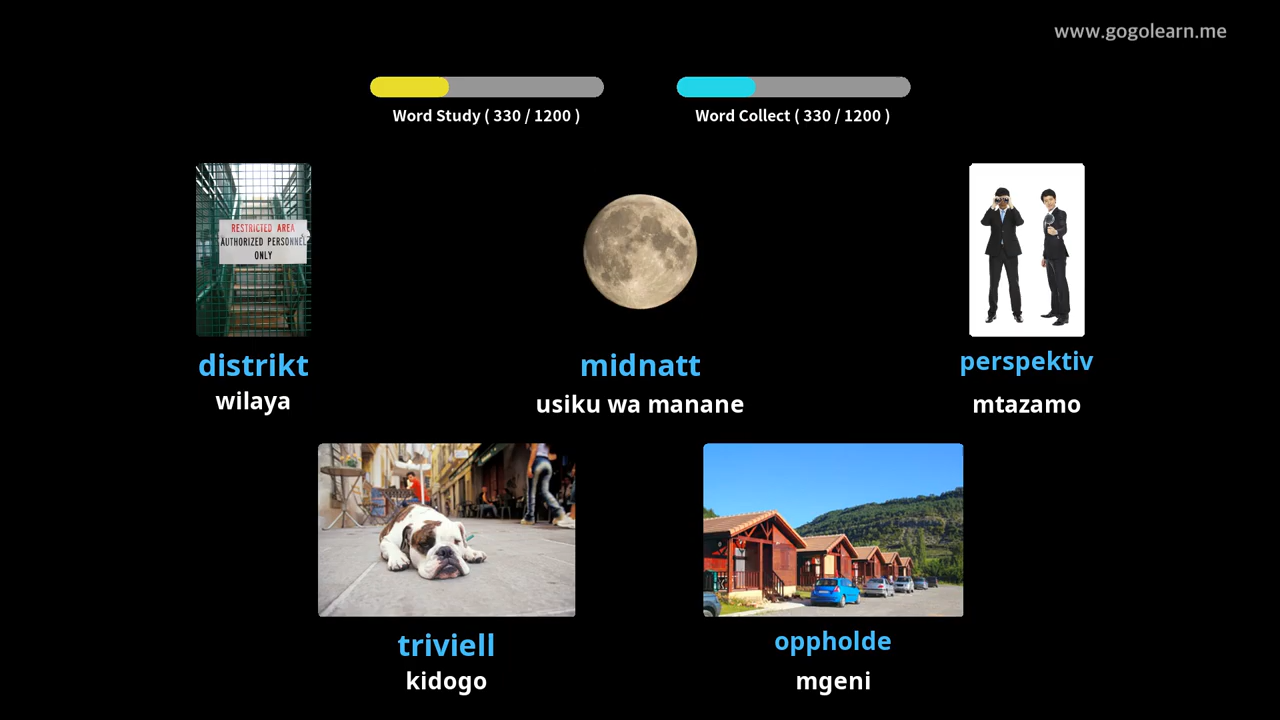 www.gogolearn.me
Word Study ( 330 / 1200 )
Word Collect ( 330 / 1200 )
RESTRICTED AREA
AUTHORIZED PERSONNEL
ONLY
distrikt
wilaya
midnatt
usiku wa manane
perspektiv
mtazamo
triviell
kidogo
oppholde
mgeni